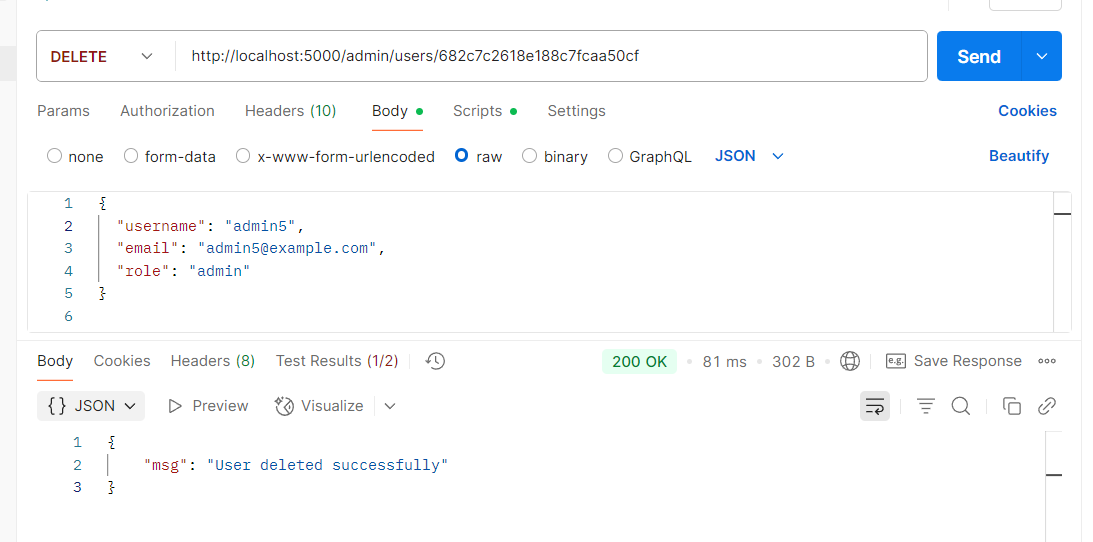 DELETE http://localhost:5000/admin/users/682c7c2618e188c7fcaa50cf Send
Params Authorization Headers (10) Body Scripts Settings Cookies
none form-data x-www-form-urlencoded raw binary GraphQL JSON Beautify
1 {
2 "username": "admin5",
3 "email": "admin5@example.com",
4 "role": "admin"
5 }
6
Body Cookies Headers (8) Test Results (1/2) 200 OK 81 ms 302 B e.g. Save Response
{} JSON Preview Visualize
1 {
2 "msg": "User deleted successfully"
3 }